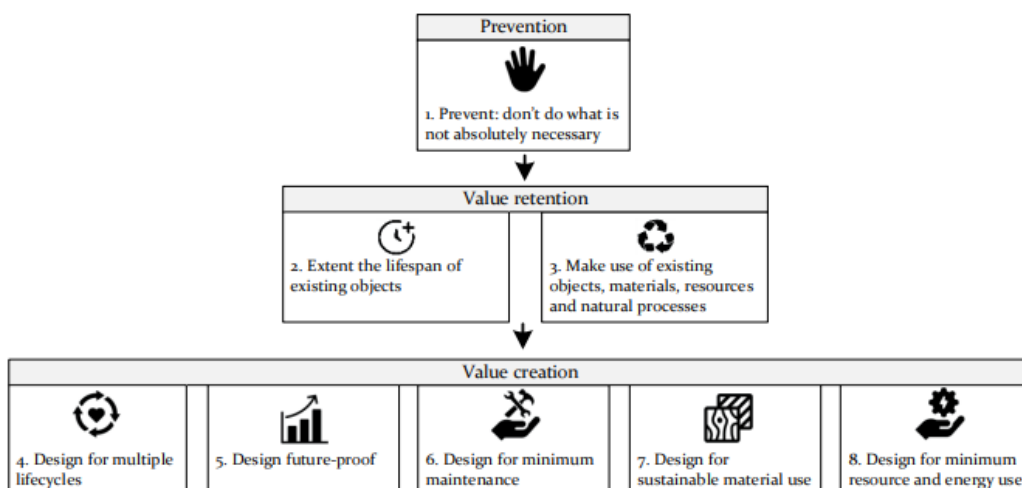 Prevention
1. Prevent: don't do what is
not absolutely necessary
Value retention
2. Extent the lifespan of
existing objects
3. Make use of existing
objects, materials, resources
and natural processes
Value creation
4. Design for multiple
lifecycles
5. Design future-proof
6. Design for minimum
maintenance
7. Design for
sustainable material use
8. Design for minimum
resource and energy use